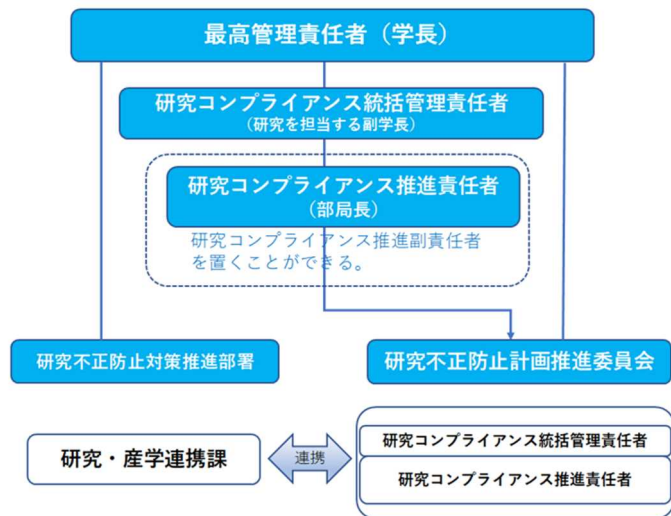 最高管理責任者（学長）
研究コンプライアンス統括管理責任者
（研究を担当する副学長）
研究コンプライアンス推進責任者
（部局長）
研究コンプライアンス推進副責任者
を置くことができる。
研究不正防止対策推進部署
研究不正防止計画推進委員会
研究・産学連携課
連携
研究コンプライアンス統括管理責任者
研究コンプライアンス推進責任者